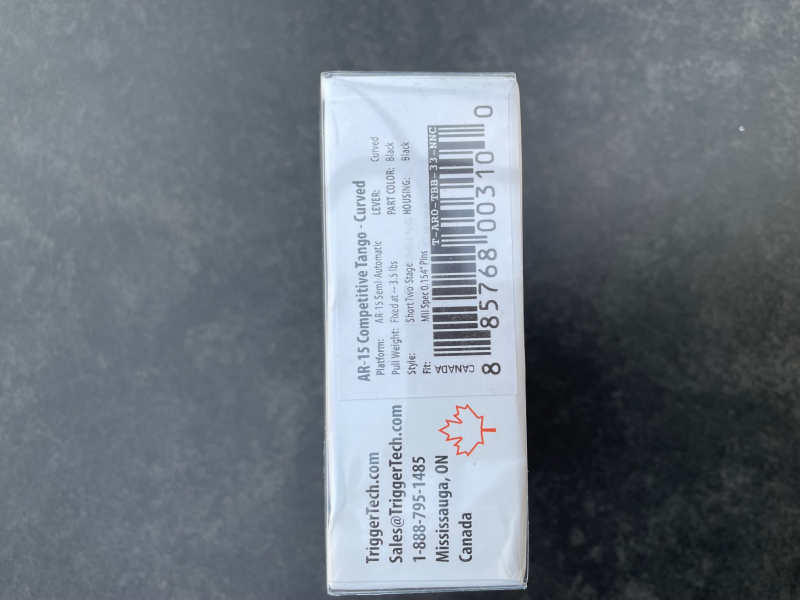 AR-15 Competitive Tango - Curved
Platform: AR-15 Semi-Automatic LEVER: Curved
Pull Weight: Fixed at ~ 3.5 lbs PART COLOR: Black
Style: Short Two-Stage HOUSING: Black
Fit: Mil Spec 0.154" Pins
T-ARO-TBB-33-NNC
CANADA
8 85768 00310 0
TriggerTech.com
Sales@TriggerTech.com
1-888-795-1485
Mississauga, ON
Canada